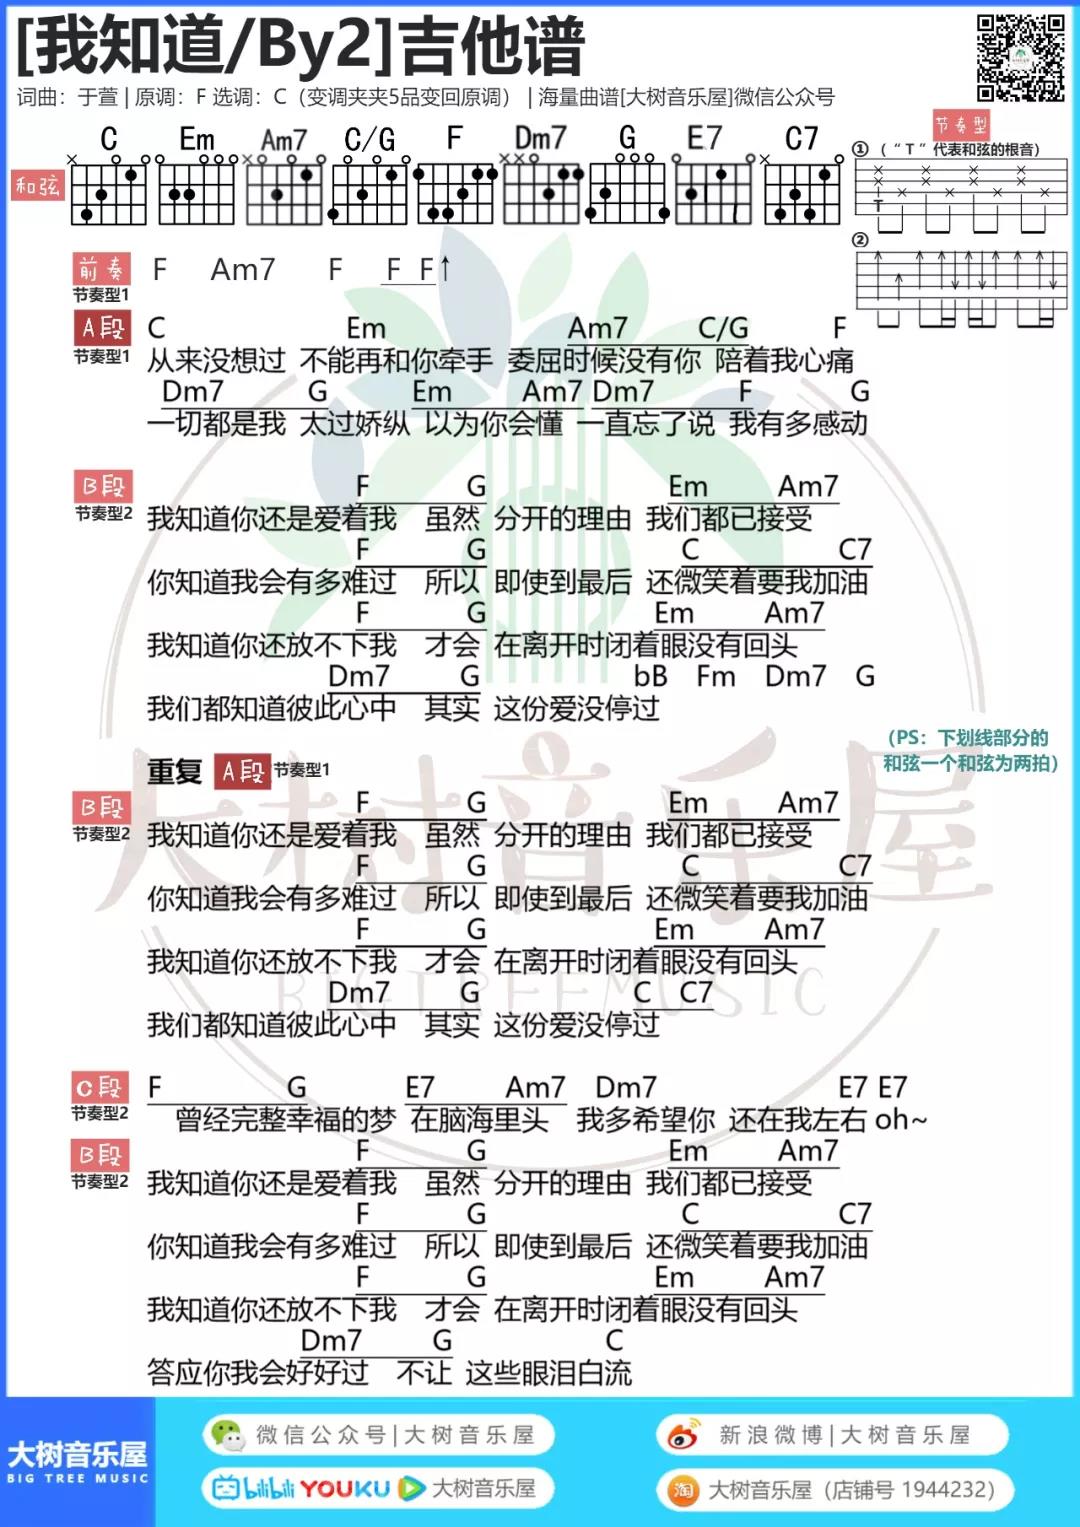 [我知道/By2]吉他谱
词曲：于萱 | 原调：F 选调：C（变调夹夹5品变回原调） | 海量曲谱[大树音乐屋]微信公众号
和弦 C Em Am7 C/G F Dm7 G E7 C7
节奏型
① （“T”代表和弦的根音）
T
②
前奏 F Am7 F F F↑
节奏型1
A段 C Em Am7 C/G F
节奏型1 从来没想过 不能再和你牵手 委屈时候没有你 陪着我心痛
Dm7 G Em Am7 Dm7 F G
一切都是我 太过娇纵 以为你会懂 一直忘了说 我有多感动
B段 F G Em Am7
节奏型2 我知道你还是爱着我 虽然 分开的理由 我们都已接受
F G C C7
你知道我会有多难过 所以 即使到最后 还微笑着要我加油
F G Em Am7
我知道你还放不下我 才会 在离开时闭着眼没有回头
Dm7 G bB Fm Dm7 G
我们都知道彼此心中 其实 这份爱没停过
（PS：下划线部分的
和弦一个和弦为两拍）
重复 A段 节奏型1
B段 F G Em Am7
节奏型2 我知道你还是爱着我 虽然 分开的理由 我们都已接受
F G C C7
你知道我会有多难过 所以 即使到最后 还微笑着要我加油
F G Em Am7
我知道你还放不下我 才会 在离开时闭着眼没有回头
Dm7 G C C7
我们都知道彼此心中 其实 这份爱没停过
大树音乐屋
BIGTREEMUSIC
C段 F G E7 Am7 Dm7 E7 E7
节奏型2 曾经完整幸福的梦 在脑海里头 我多希望你 还在我左右 oh~
B段 F G Em Am7
节奏型2 我知道你还是爱着我 虽然 分开的理由 我们都已接受
F G C C7
你知道我会有多难过 所以 即使到最后 还微笑着要我加油
F G Em Am7
我知道你还放不下我 才会 在离开时闭着眼没有回头
Dm7 G C
答应你我会好好过 不让 这些眼泪白流
大树音乐屋
BIG TREE MUSIC
微信公众号|大树音乐屋
新浪微博|大树音乐屋
bilibili YOUKU 大树音乐屋
淘 大树音乐屋（店铺号 1944232）